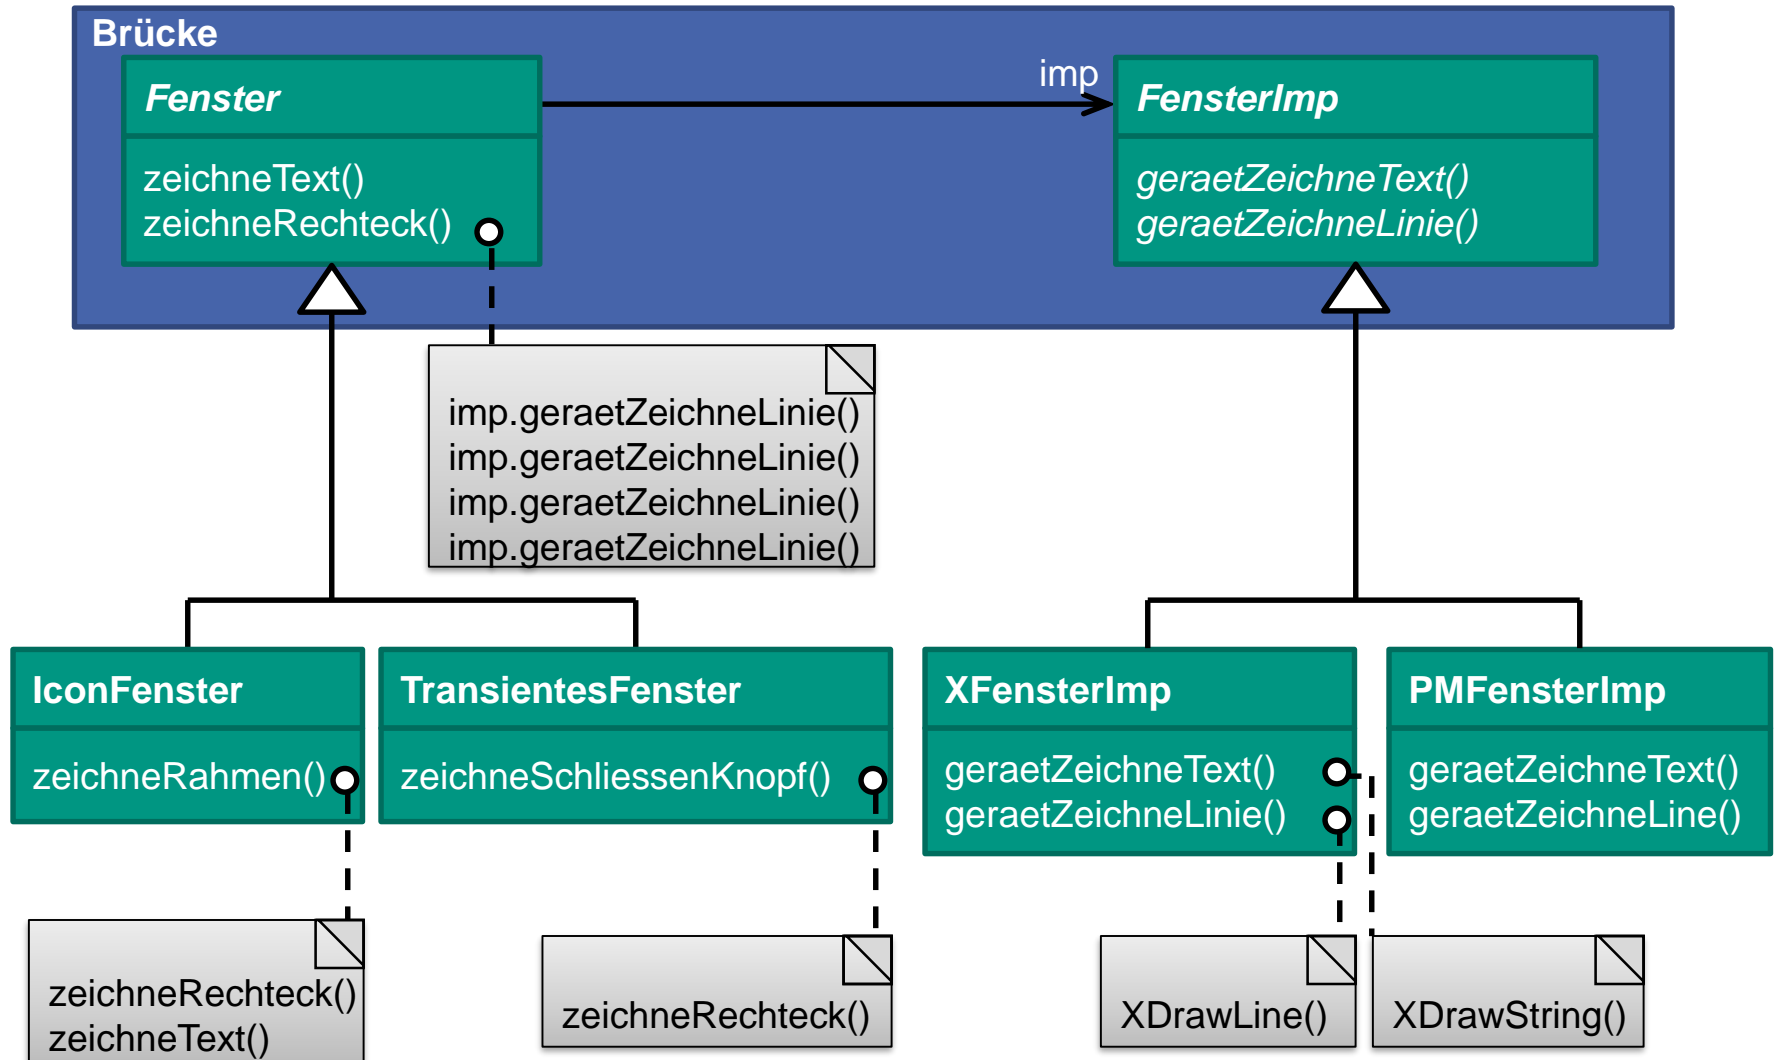 Brücke
Fenster
zeichneText()
zeichneRechteck()
imp
FensterImp
geraetZeichneText()
geraetZeichneLinie()
imp.geraetZeichneLinie()
imp.geraetZeichneLinie()
imp.geraetZeichneLinie()
imp.geraetZeichneLinie()
IconFenster
zeichneRahmen()
TransientesFenster
zeichneSchliessenKnopf()
XFensterImp
geraetZeichneText()
geraetZeichneLinie()
PMFensterImp
geraetZeichneText()
geraetZeichneLine()
zeichneRechteck()
zeichneText()
zeichneRechteck()
XDrawLine()
XDrawString()